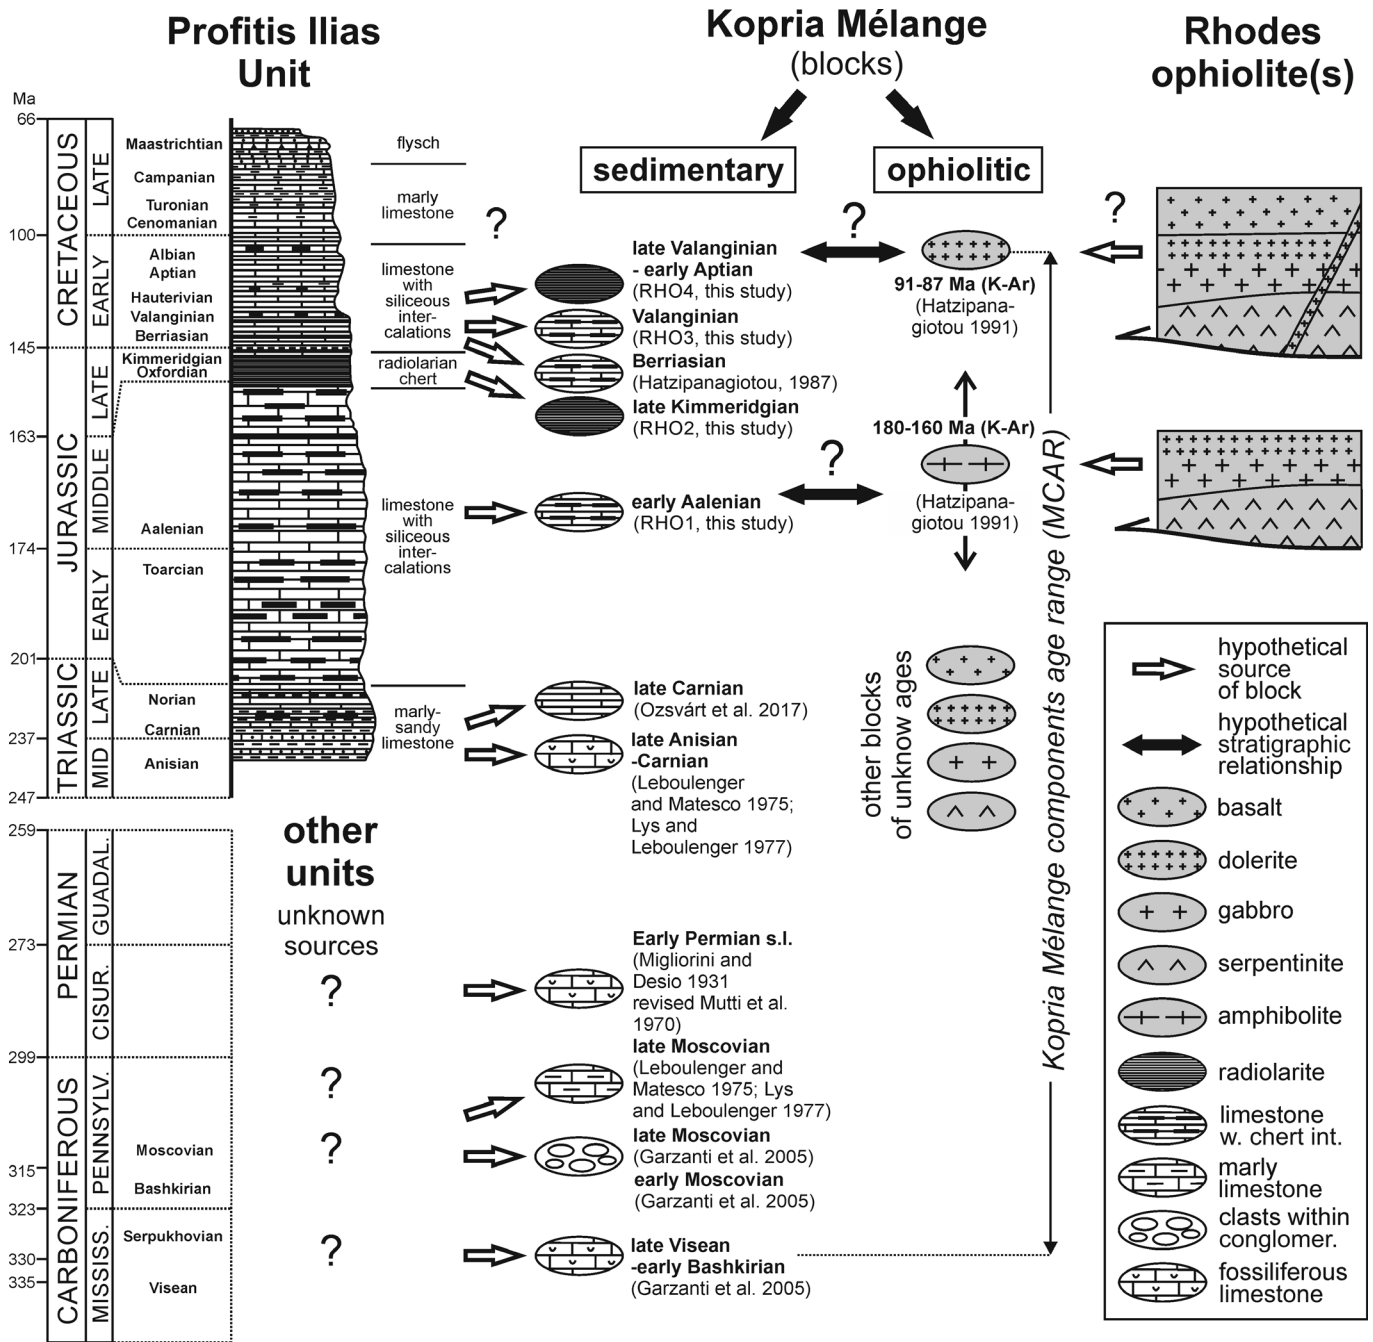 Profitis Ilias
Unit
Kopria Mélange
(blocks)
Rhodes
ophiolite(s)
sedimentary
ophiolitic
Ma
66
100
145
163
174
201
237
247
259
273
299
315
323
330
335
CRETACEOUS
LATE
EARLY
JURASSIC
LATE
MIDDLE
EARLY
TRIASSIC
LATE
MID
PERMIAN
GUADAL.
CISUR.
CARBONIFEROUS
PENNSYLV.
MISSISS.
Maastrichtian
Campanian
Turonian
Cenomanian
Albian
Aptian
Hauterivian
Valanginian
Berriasian
Kimmeridgian
Oxfordian
Aalenian
Toarcian
Norian
Carnian
Anisian
Moscovian
Bashkirian
Serpukhovian
Visean
flysch
marly
limestone
limestone
with
siliceous
inter-
calations
radiolarian
chert
limestone
with
siliceous
inter-
calations
marly-
sandy
limestone
other
units
unknown
sources
?
?
?
?
?
late Valanginian
- early Aptian
(RHO4, this study)
Valanginian
(RHO3, this study)
Berriasian
(Hatzipanagiotou, 1987)
late Kimmeridgian
(RHO2, this study)
early Aalenian
(RHO1, this study)
late Carnian
(Ozsvárt et al. 2017)
late Anisian
-Carnian
(Leboulenger
and Matesco 1975;
Lys and
Leboulenger 1977)
Early Permian s.l.
(Migliorini and
Desio 1931
revised Mutti et al.
1970)
late Moscovian
(Leboulenger and
Matesco 1975; Lys
and Leboulenger 1977)
late Moscovian
(Garzanti et al. 2005)
early Moscovian
(Garzanti et al. 2005)
late Visean
-early Bashkirian
(Garzanti et al. 2005)
?
91-87 Ma (K-Ar)
(Hatzipana-
giotou 1991)
180-160 Ma (K-Ar)
?
(Hatzipana-
giotou 1991)
other blocks
of unknow ages
Kopria Mélange components age range (MCAR)
?
hypothetical
source
of block
hypothetical
stratigraphic
relationship
basalt
dolerite
gabbro
serpentinite
amphibolite
radiolarite
limestone
w. chert int.
marly
limestone
clasts within
conglomer.
fossiliferous
limestone